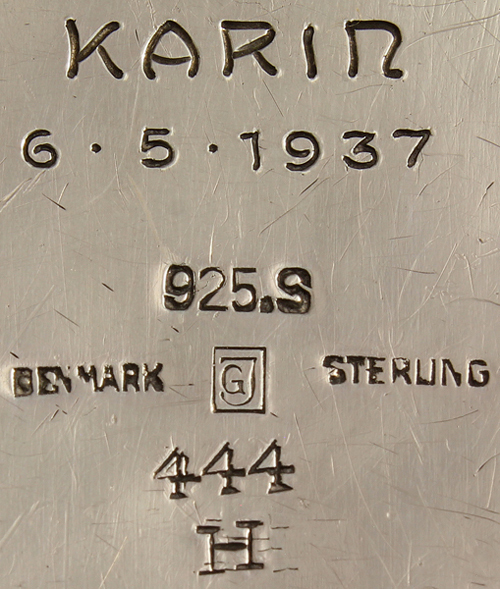 KARIN
6·5·1937
925.S
DENMARK GJ STERLING
444
H